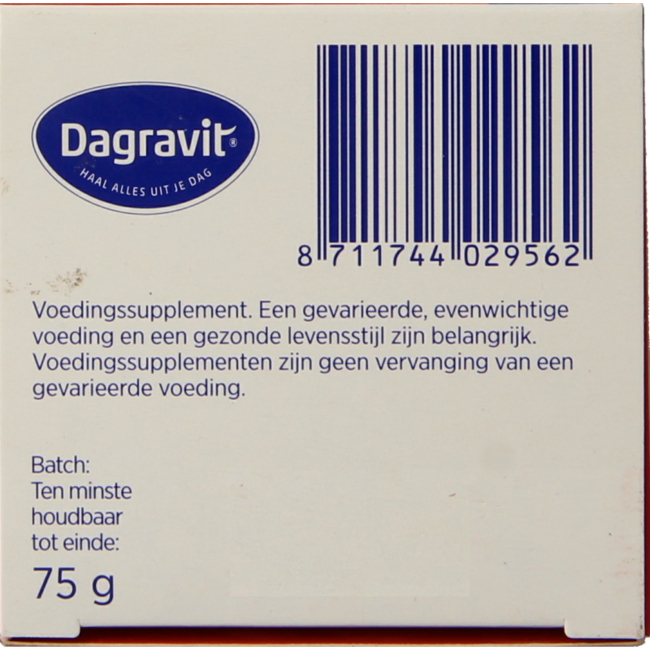 Dagravit®
HAAL ALLES UIT JE DAG
8 711744 029562
Voedingssupplement. Een gevarieerde, evenwichtige
voeding en een gezonde levensstijl zijn belangrijk.
Voedingssupplementen zijn geen vervanging van een
gevarieerde voeding.
Batch:
Ten minste
houdbaar
tot einde:
75 g